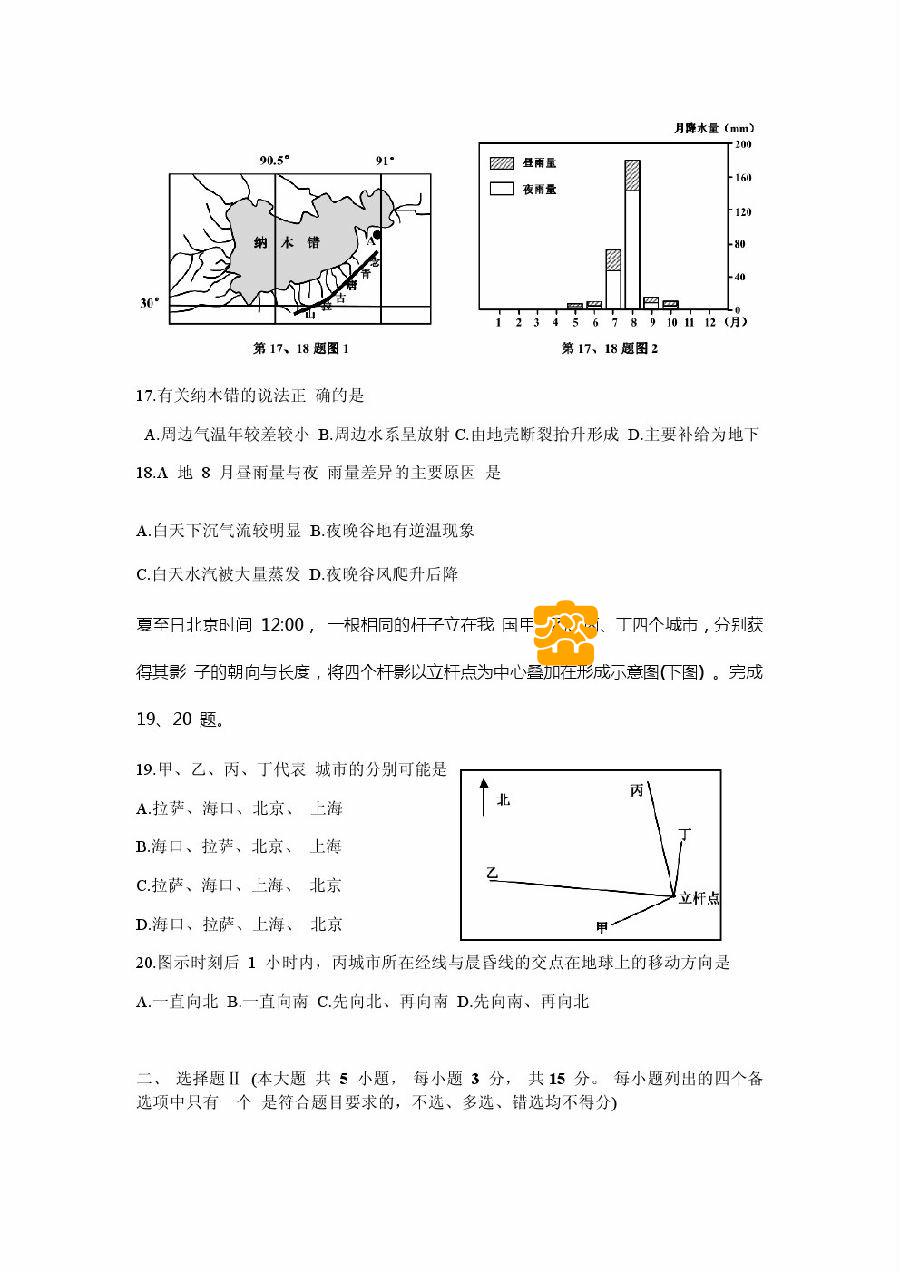 月降水量（mm）
90.5° 91°
30°
纳 木 错
A
念
青
唐
古
拉
山
昼雨量
夜雨量
200
160
120
80
40
0
1 2 3 4 5 6 7 8 9 10 11 12 (月)
第17、18题图1
第17、18题图2
17.有关纳木错的说法正 确的是
A.周边气温年较差较小 B.周边水系呈放射 C.由地壳断裂抬升形成 D.主要补给为地下
18.A 地 8 月昼雨量与夜 雨量差异的主要原因 是
A.白天下沉气流较明显 B.夜晚谷地有逆温现象
C.白天水汽被大量蒸发 D.夜晚谷风爬升后降
夏至日北京时间 12:00， 一根相同的杆子立在我 国甲、丙、丁四个城市，分别获
得其影 子的朝向与长度，将四个杆影以立杆点为中心叠加在形成示意图(下图) 。完成
19、20 题。
19.甲、乙、丙、丁代表 城市的分别可能是
A.拉萨、海口、北京、 上海
B.海口、拉萨、北京、 上海
C.拉萨、海口、上海、 北京
D.海口、拉萨、上海、 北京
北
丙
丁
乙
立杆点
甲
20.图示时刻后 1 小时内，丙城市所在经线与晨昏线的交点在地球上的移动方向是
A.一直向北 B.一直向南 C.先向北、再向南 D.先向南、再向北
二、 选择题Ⅱ (本大题 共 5 小题， 每小题 3 分， 共 15 分。 每小题列出的四个备
选项中只有 个 是符合题目要求的，不选、多选、错选均不得分)